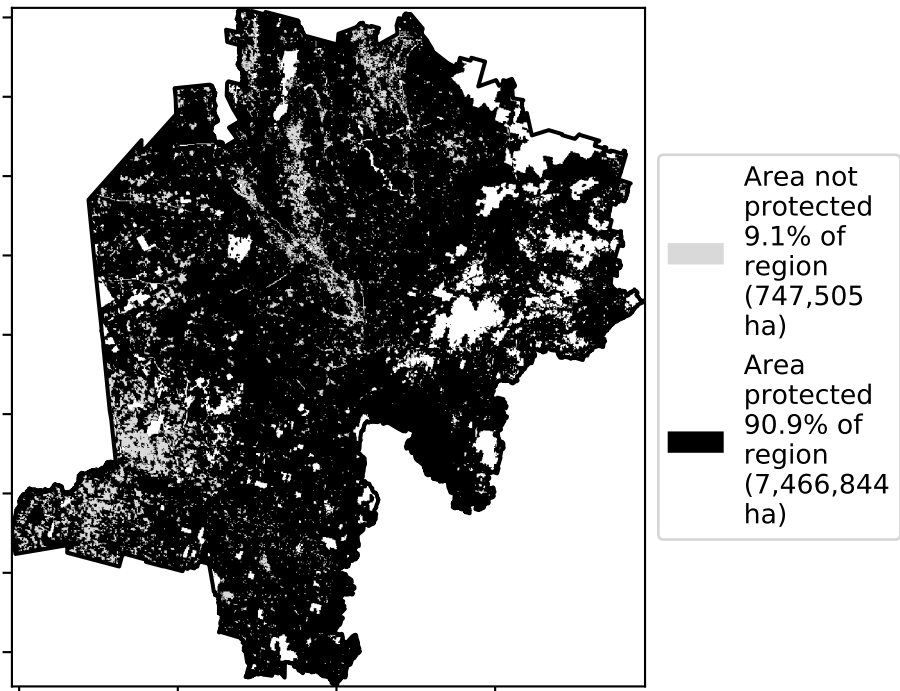 Area not
protected
9.1% of
region
(747,505
ha)
Area
protected
90.9% of
region
(7,466,844
ha)